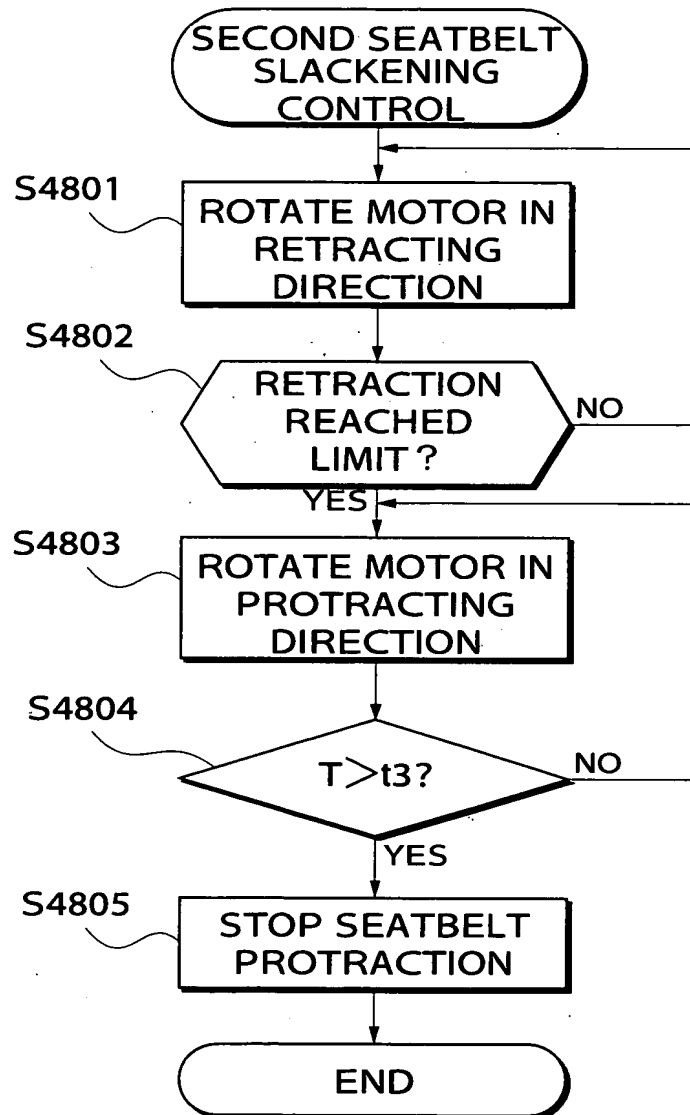 SECOND SEATBELT
SLACKENING
CONTROL
S4801
ROTATE MOTOR IN
RETRACTING
DIRECTION
S4802
RETRACTION
REACHED
LIMIT?
NO
YES
S4803
ROTATE MOTOR IN
PROTRACTING
DIRECTION
S4804
T>t3?
NO
YES
S4805
STOP SEATBELT
PROTRACTION
END